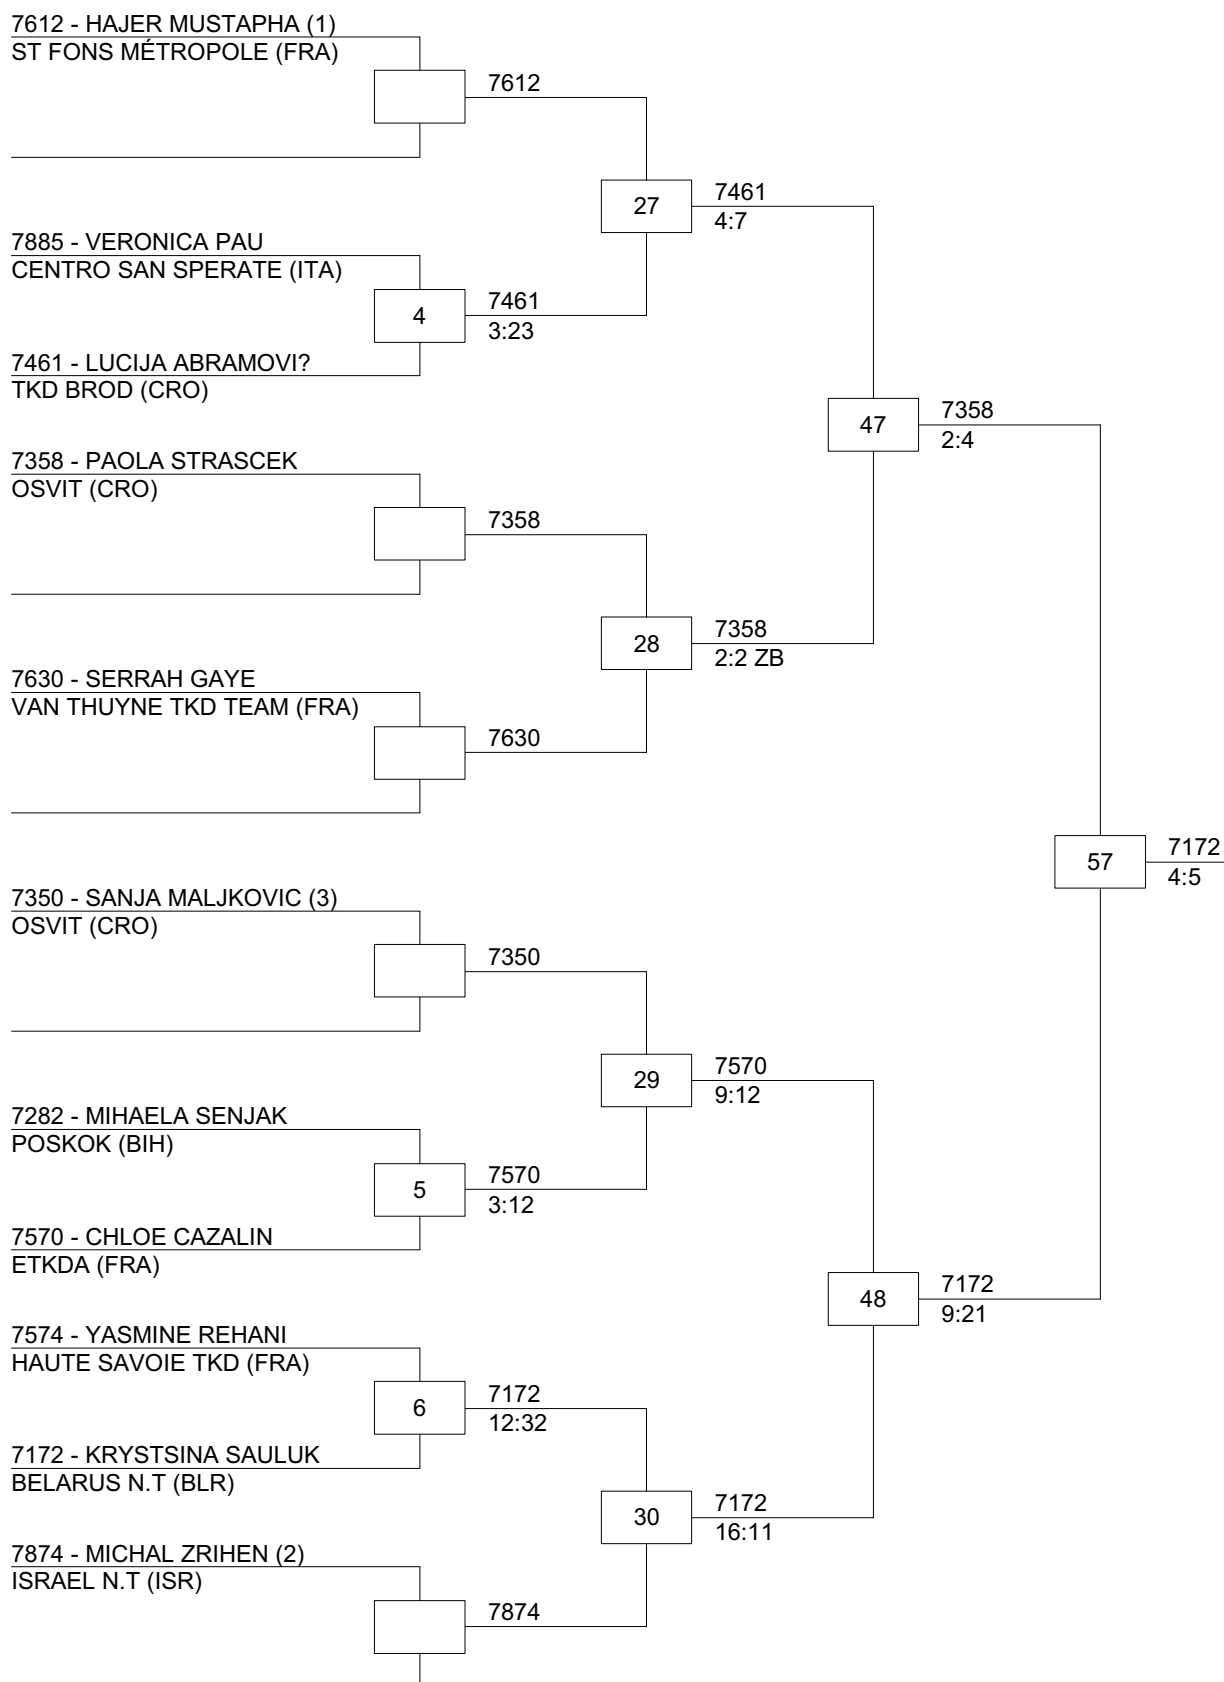 7612 - HAJER MUSTAPHA (1)
ST FONS MÉTROPOLE (FRA)
7612
27
7461
4:7
7885 - VERONICA PAU
CENTRO SAN SPERATE (ITA)
4
7461
3:23
7461 - LUCIJA ABRAMOVI?
TKD BROD (CRO)
47
7358
2:4
7358 - PAOLA STRASCEK
OSVIT (CRO)
7358
28
7358
2:2 ZB
7630 - SERRAH GAYE
VAN THUYNE TKD TEAM (FRA)
7630
57
7172
4:5
7350 - SANJA MALJKOVIC (3)
OSVIT (CRO)
7350
29
7570
9:12
7282 - MIHAELA SENJAK
POSKOK (BIH)
5
7570
3:12
7570 - CHLOE CAZALIN
ETKDA (FRA)
48
7172
9:21
7574 - YASMINE REHANI
HAUTE SAVOIE TKD (FRA)
6
7172
12:32
7172 - KRYSTSINA SAULUK
BELARUS N.T (BLR)
30
7172
16:11
7874 - MICHAL ZRIHEN (2)
ISRAEL N.T (ISR)
7874